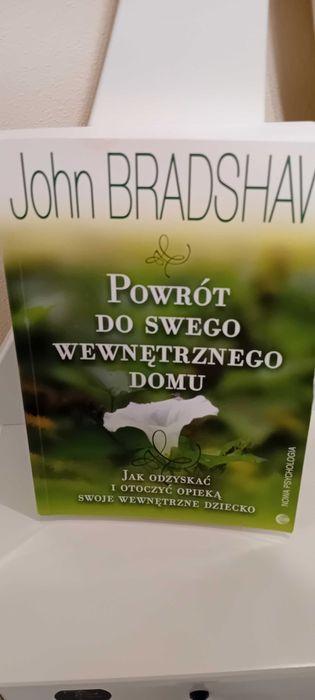 John BRADSHAW
POWRÓT
DO SWEGO
WEWNĘTRZNEGO
DOMU
JAK ODZYSKAĆ
I OTOCZYĆ OPIEKĄ
SWOJE WEWNĘTRZNE DZIECKO
NOWA PSYCHOLOGIA